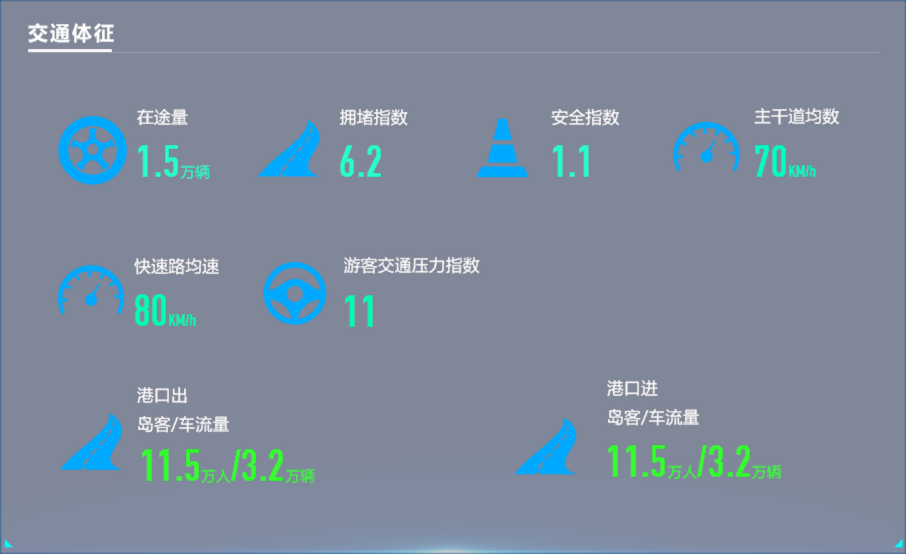 交通体征
在途量
1.5万辆
拥堵指数
6.2
安全指数
1.1
主干道均数
70KM/h
快速路均速
80KM/h
游客交通压力指数
11
港口出
岛客/车流量
11.5万人/3.2万辆
港口进
岛客/车流量
11.5万人/3.2万辆